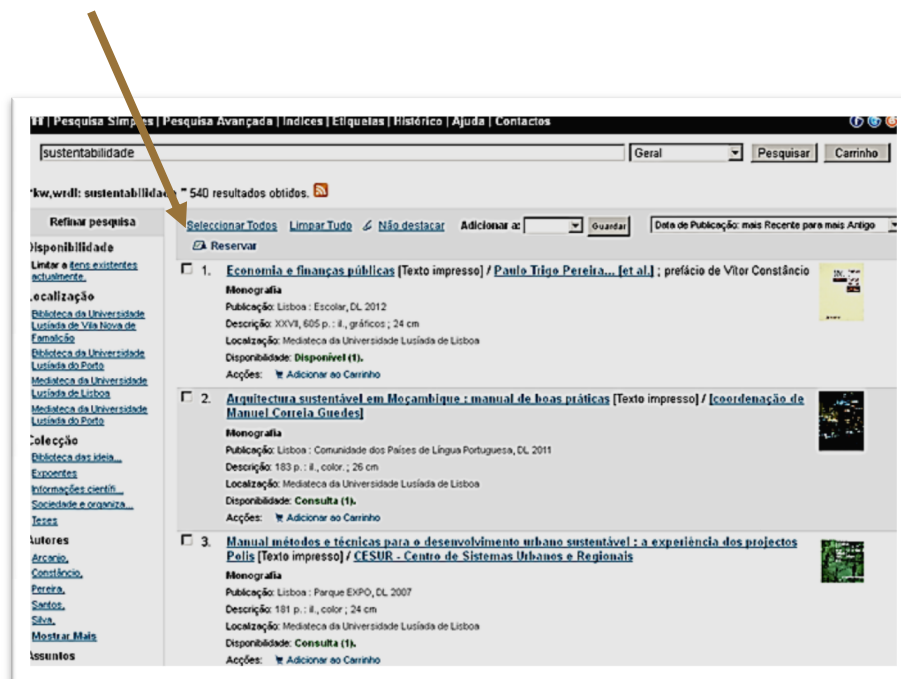 Pesquisa Simples | Pesquisa Avançada | Indices | Etiquetas | Histórico | Ajuda | Contactos
sustentabilidade Geral Pesquisar Carrinho
"kw,wrdl: sustentabilidade " 540 resultados obtidos.
Refinar pesquisa
Disponibilidade
Limitar a itens existentes
actualmente.
Localização
Biblioteca da Universidade
Lusíada de Vila Nova de
Famalicão
Biblioteca da Universidade
Lusíada do Porto
Mediateca da Universidade
Lusíada de Lisboa
Mediateca da Universidade
Lusíada do Porto
Colecção
Biblioteca das ideia...
Expoentes
Informações científi...
Sociedade e organiza...
Teses
Autores
Arcanjo,
Constâncio,
Pereira,
Santos,
Silva,
Mostrar Mais
Assuntos
Seleccionar Todos Limpar Tudo Não destacar Adicionar a: Guardar Data de Publicação: mais Recente para mais Antigo
Reservar
1. Economia e finanças públicas [Texto impresso] / Paulo Trigo Pereira... [et al.] ; prefácio de Vítor Constâncio
Monografia
Publicação: Lisboa : Escolar, DL 2012
Descrição: XXVII, 605 p. : il., gráficos ; 24 cm
Localização: Mediateca da Universidade Lusíada de Lisboa
Disponibilidade: Disponível (1).
Acções: Adicionar ao Carrinho
2. Arquitectura sustentável em Moçambique : manual de boas práticas [Texto impresso] / [coordenação de
Manuel Correia Guedes]
Monografia
Publicação: Lisboa : Comunidade dos Países de Língua Portuguesa, DL 2011
Descrição: 183 p. : il., color. ; 26 cm
Localização: Mediateca da Universidade Lusíada de Lisboa
Disponibilidade: Consulta (1).
Acções: Adicionar ao Carrinho
3. Manual métodos e técnicas para o desenvolvimento urbano sustentável : a experiência dos projectos
Polis [Texto impresso] / CESUR - Centro de Sistemas Urbanos e Regionais
Monografia
Publicação: Lisboa : Parque EXPO, DL 2007
Descrição: 181 p. : il., color ; 24 cm
Localização: Mediateca da Universidade Lusíada de Lisboa
Disponibilidade: Consulta (1).
Acções: Adicionar ao Carrinho